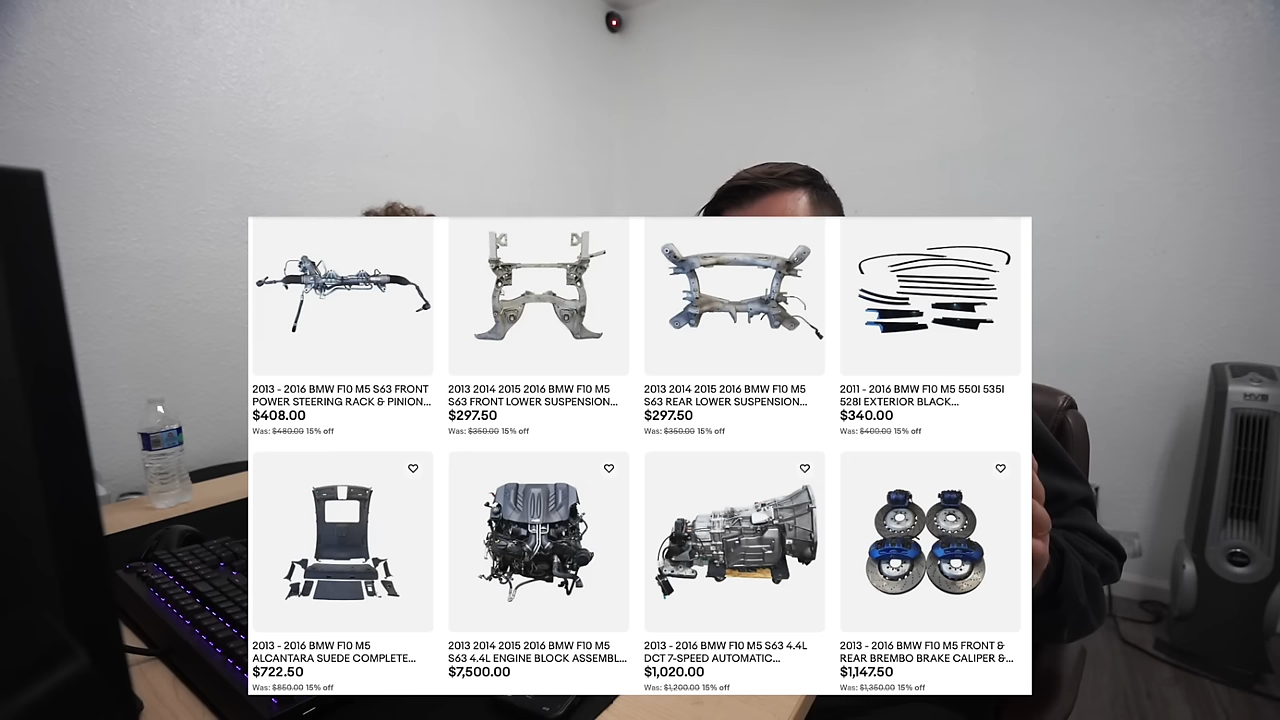 2013 - 2016 BMW F10 M5 S63 FRONT
POWER STEERING RACK & PINION...
$408.00
Was: $480.00 15% off
2013 2014 2015 2016 BMW F10 M5
S63 FRONT LOWER SUSPENSION...
$297.50
Was: $350.00 15% off
2013 2014 2015 2016 BMW F10 M5
S63 REAR LOWER SUSPENSION...
$297.50
Was: $350.00 15% off
2011 - 2016 BMW F10 M5 550I 535I
528I EXTERIOR BLACK...
$340.00
Was: $400.00 15% off
2013 - 2016 BMW F10 M5
ALCANTARA SUEDE COMPLETE...
$722.50
Was: $850.00 15% off
2013 2014 2015 2016 BMW F10 M5
S63 4.4L ENGINE BLOCK ASSEMBL...
$7,500.00
2013 - 2016 BMW F10 M5 S63 4.4L
DCT 7-SPEED AUTOMATIC...
$1,020.00
Was: $1,200.00 15% off
2013 - 2016 BMW F10 M5 FRONT &
REAR BREMBO BRAKE CALIPER &...
$1,147.50
Was: $1,350.00 15% off